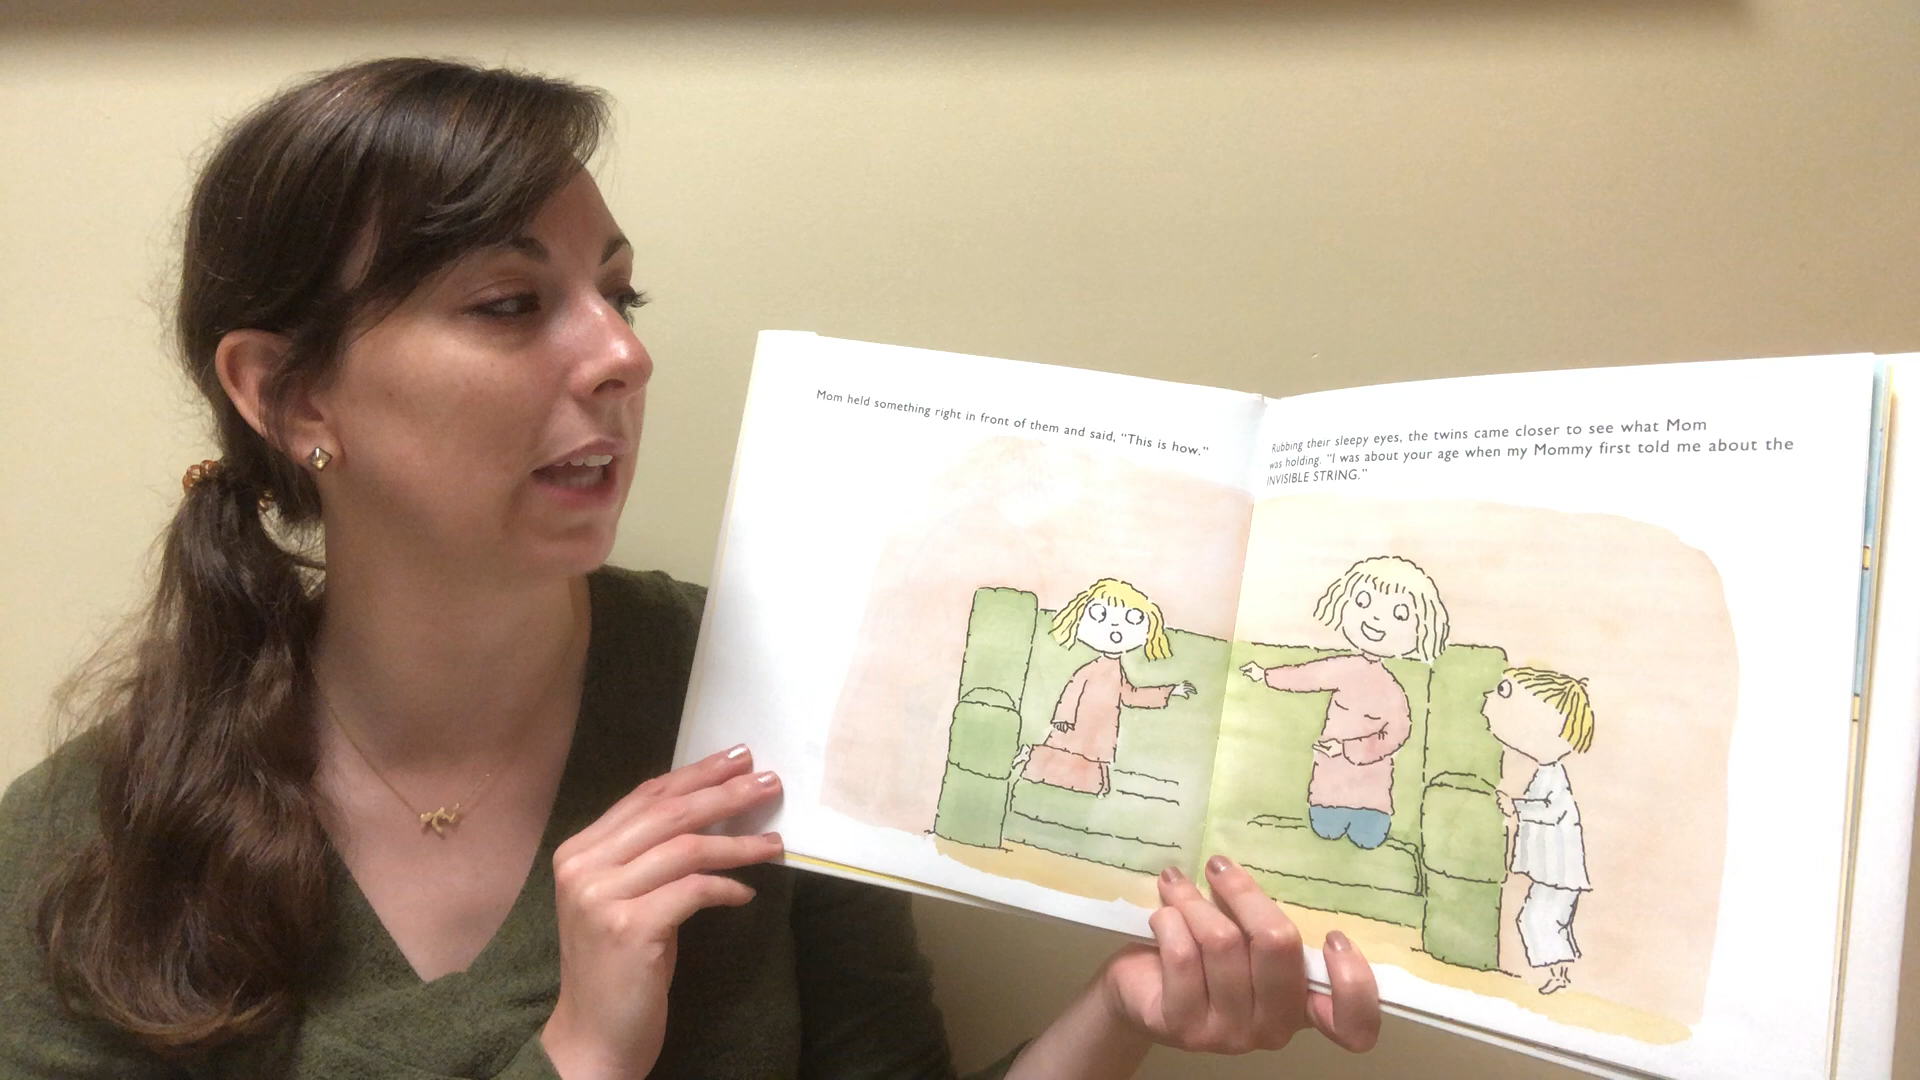 Mom held something right in front of them and said, "This is how."
Rubbing their sleepy eyes, the twins came closer to see what Mom
was holding. "I was about your age when my Mommy first told me about the
INVISIBLE STRING."